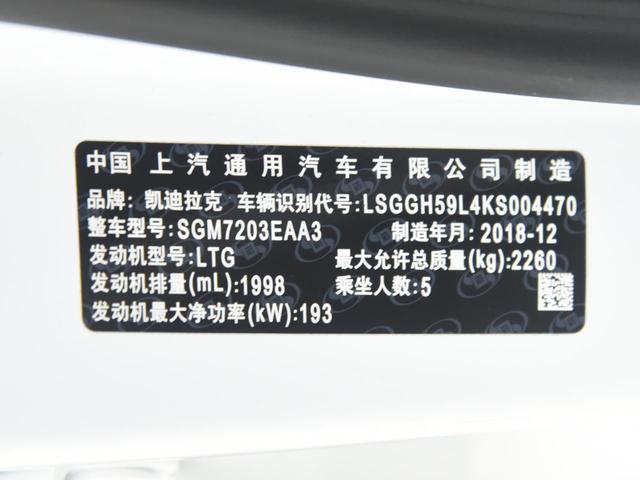 中国 上汽通用汽车有限公司制造
品牌: 凯迪拉克 车辆识别代号: LSGGH59L4KS004470
整车型号: SGM7203EAA3 制造年月: 2018-12
发动机型号: LTG 最大允许总质量(kg): 2260
发动机排量(mL): 1998 乘坐人数: 5
发动机最大净功率(kW): 193